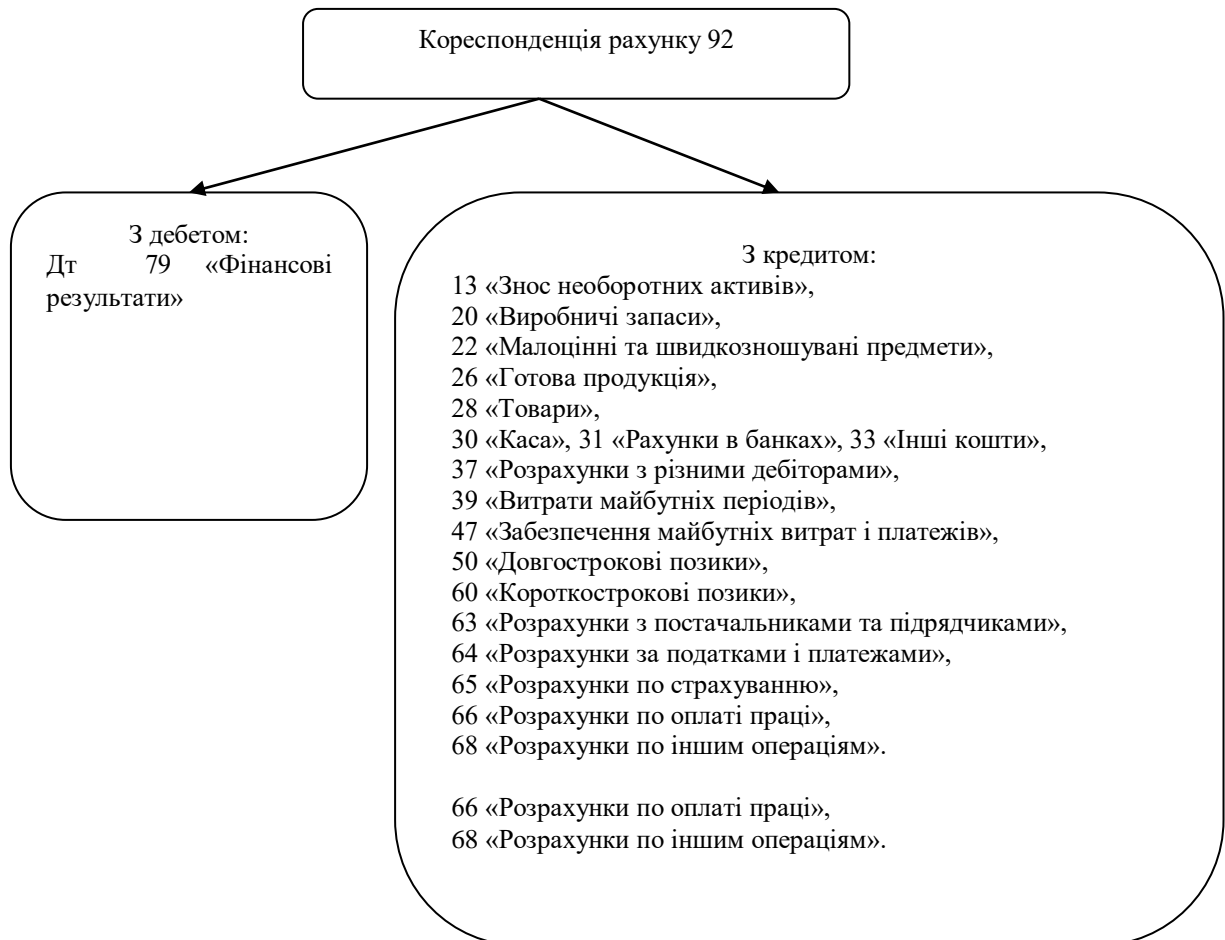 Кореспонденція рахунку 92
З дебетом:
Дт 79 «Фінансові
результати»
З кредитом:
13 «Знос необоротних активів»,
20 «Виробничі запаси»,
22 «Малоцінні та швидкозношувані предмети»,
26 «Готова продукція»,
28 «Товари»,
30 «Каса», 31 «Рахунки в банках», 33 «Інші кошти»,
37 «Розрахунки з різними дебіторами»,
39 «Витрати майбутніх періодів»,
47 «Забезпечення майбутніх витрат і платежів»,
50 «Довгострокові позики»,
60 «Короткострокові позики»,
63 «Розрахунки з постачальниками та підрядчиками»,
64 «Розрахунки за податками і платежами»,
65 «Розрахунки по страхуванню»,
66 «Розрахунки по оплаті праці»,
68 «Розрахунки по іншим операціям».
66 «Розрахунки по оплаті праці»,
68 «Розрахунки по іншим операціям».